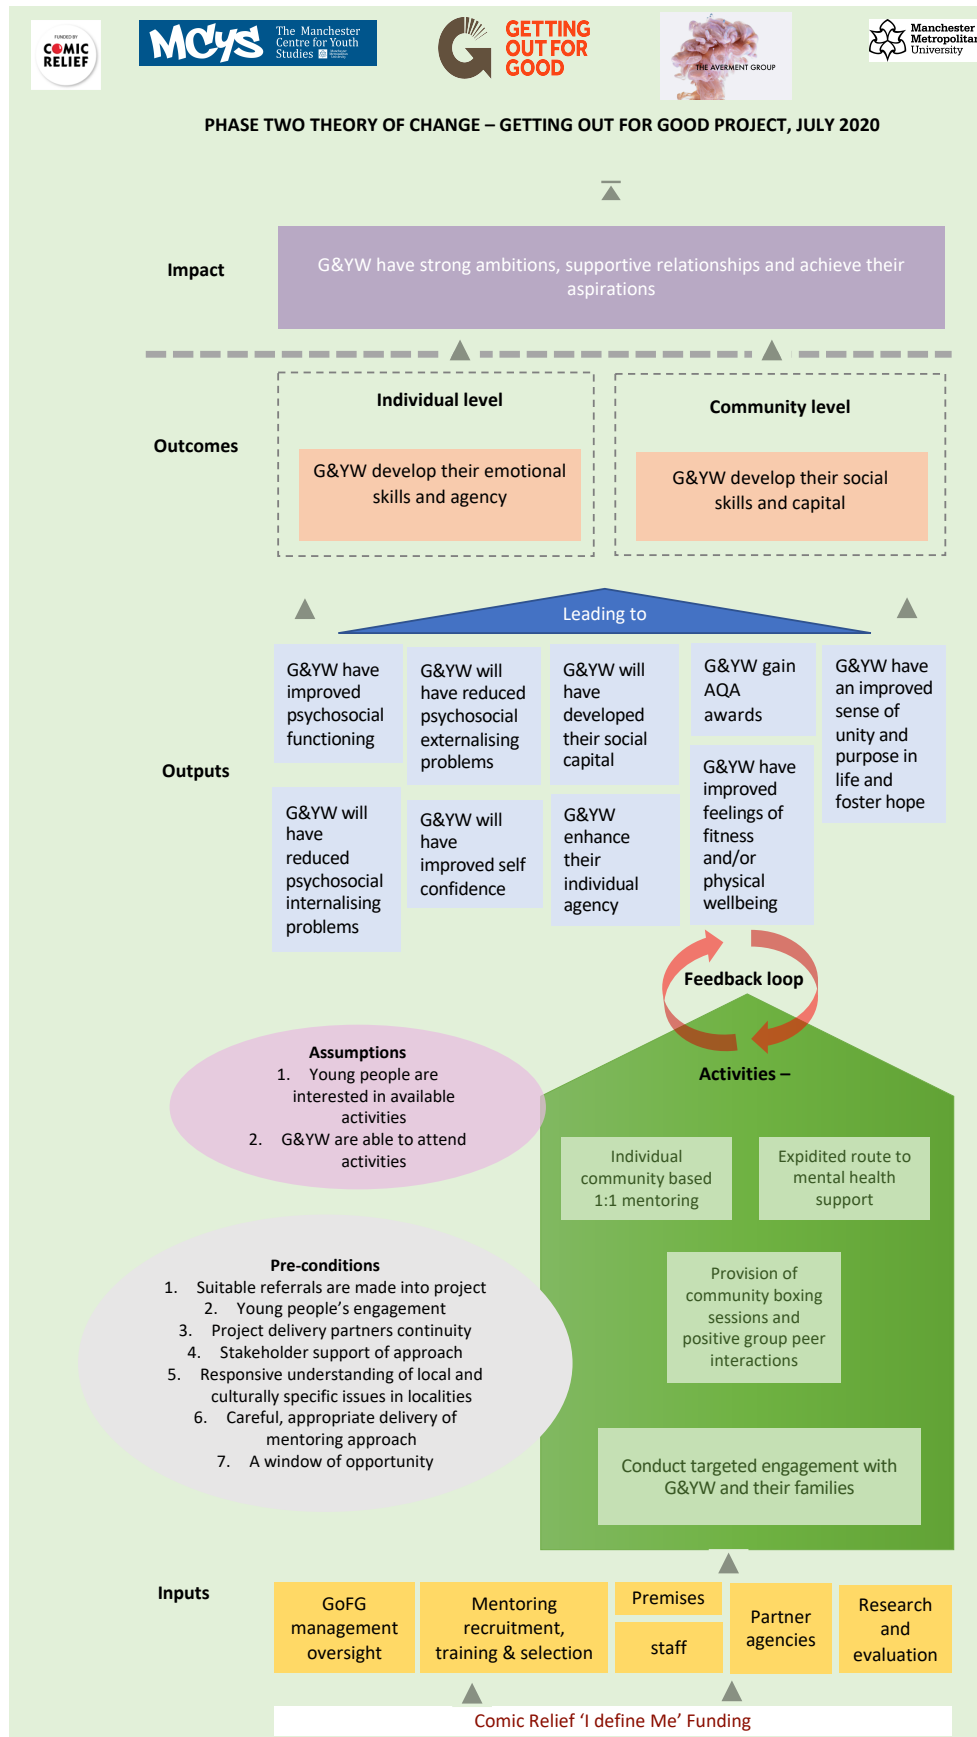 FUNDED BY
COMIC
RELIEF
MCYS
The Manchester
Centre for Youth
Studies
GETTING
OUT FOR
GOOD
THE AVERMENT GROUP
Manchester
Metropolitan
University
PHASE TWO THEORY OF CHANGE – GETTING OUT FOR GOOD PROJECT, JULY 2020
Impact
G&YW have strong ambitions, supportive relationships and achieve their
aspirations
Outcomes
Individual level
G&YW develop their emotional
skills and agency
Community level
G&YW develop their social
skills and capital
Leading to
Outputs
G&YW have
improved
psychosocial
functioning
G&YW will
have reduced
psychosocial
externalising
problems
G&YW will
have
developed
their social
capital
G&YW gain
AQA
awards
G&YW have
an improved
sense of
unity and
purpose in
life and
foster hope
G&YW will
have
reduced
psychosocial
internalising
problems
G&YW will
have
improved self
confidence
G&YW
enhance
their
individual
agency
G&YW have
improved
feelings of
fitness
and/or
physical
wellbeing
Feedback loop
Assumptions
1. Young people are
interested in available
activities
2. G&YW are able to attend
activities
Activities –
Individual
community based
1:1 mentoring
Expidited route to
mental health
support
Provision of
community boxing
sessions and
positive group peer
interactions
Conduct targeted engagement with
G&YW and their families
Pre-conditions
1. Suitable referrals are made into project
2. Young people’s engagement
3. Project delivery partners continuity
4. Stakeholder support of approach
5. Responsive understanding of local and
culturally specific issues in localities
6. Careful, appropriate delivery of
mentoring approach
7. A window of opportunity
Inputs
GoFG
management
oversight
Mentoring
recruitment,
training & selection
Premises
staff
Partner
agencies
Research
and
evaluation
Comic Relief ‘I define Me’ Funding